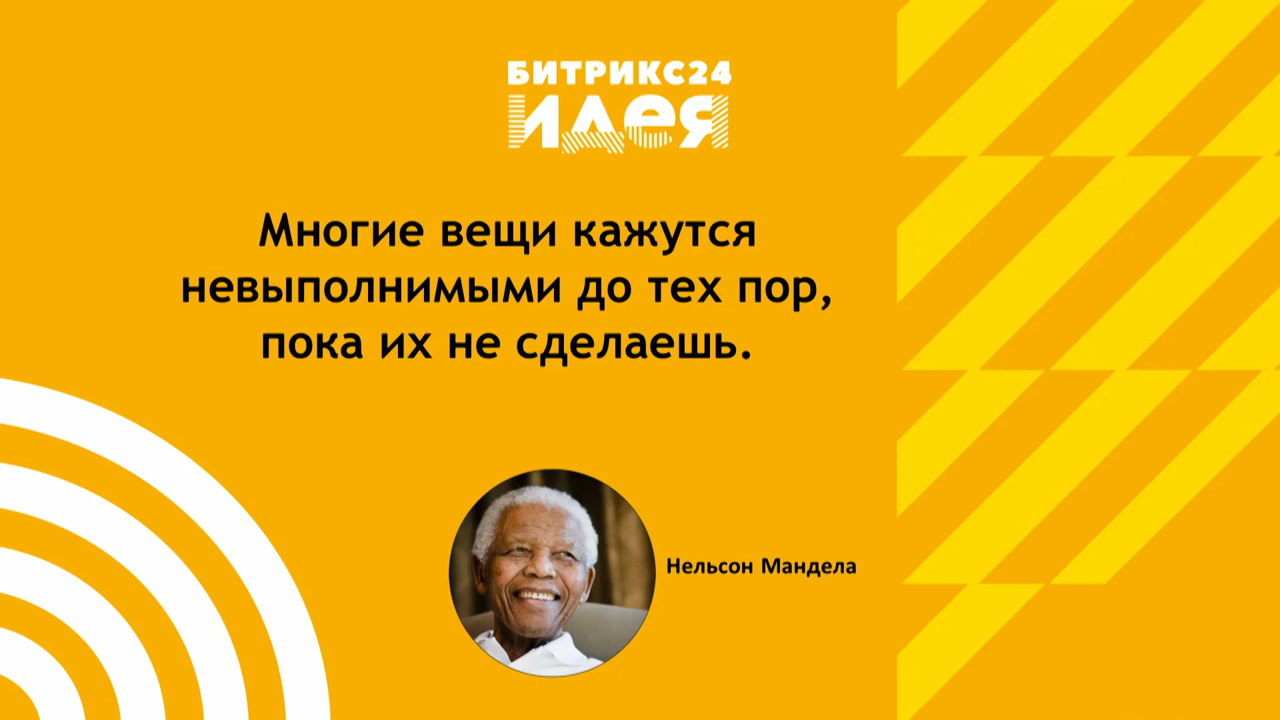 БИТРИКС24
ИДЕЯ
Многие вещи кажутся
невыполнимыми до тех пор,
пока их не сделаешь.
Нельсон Мандела